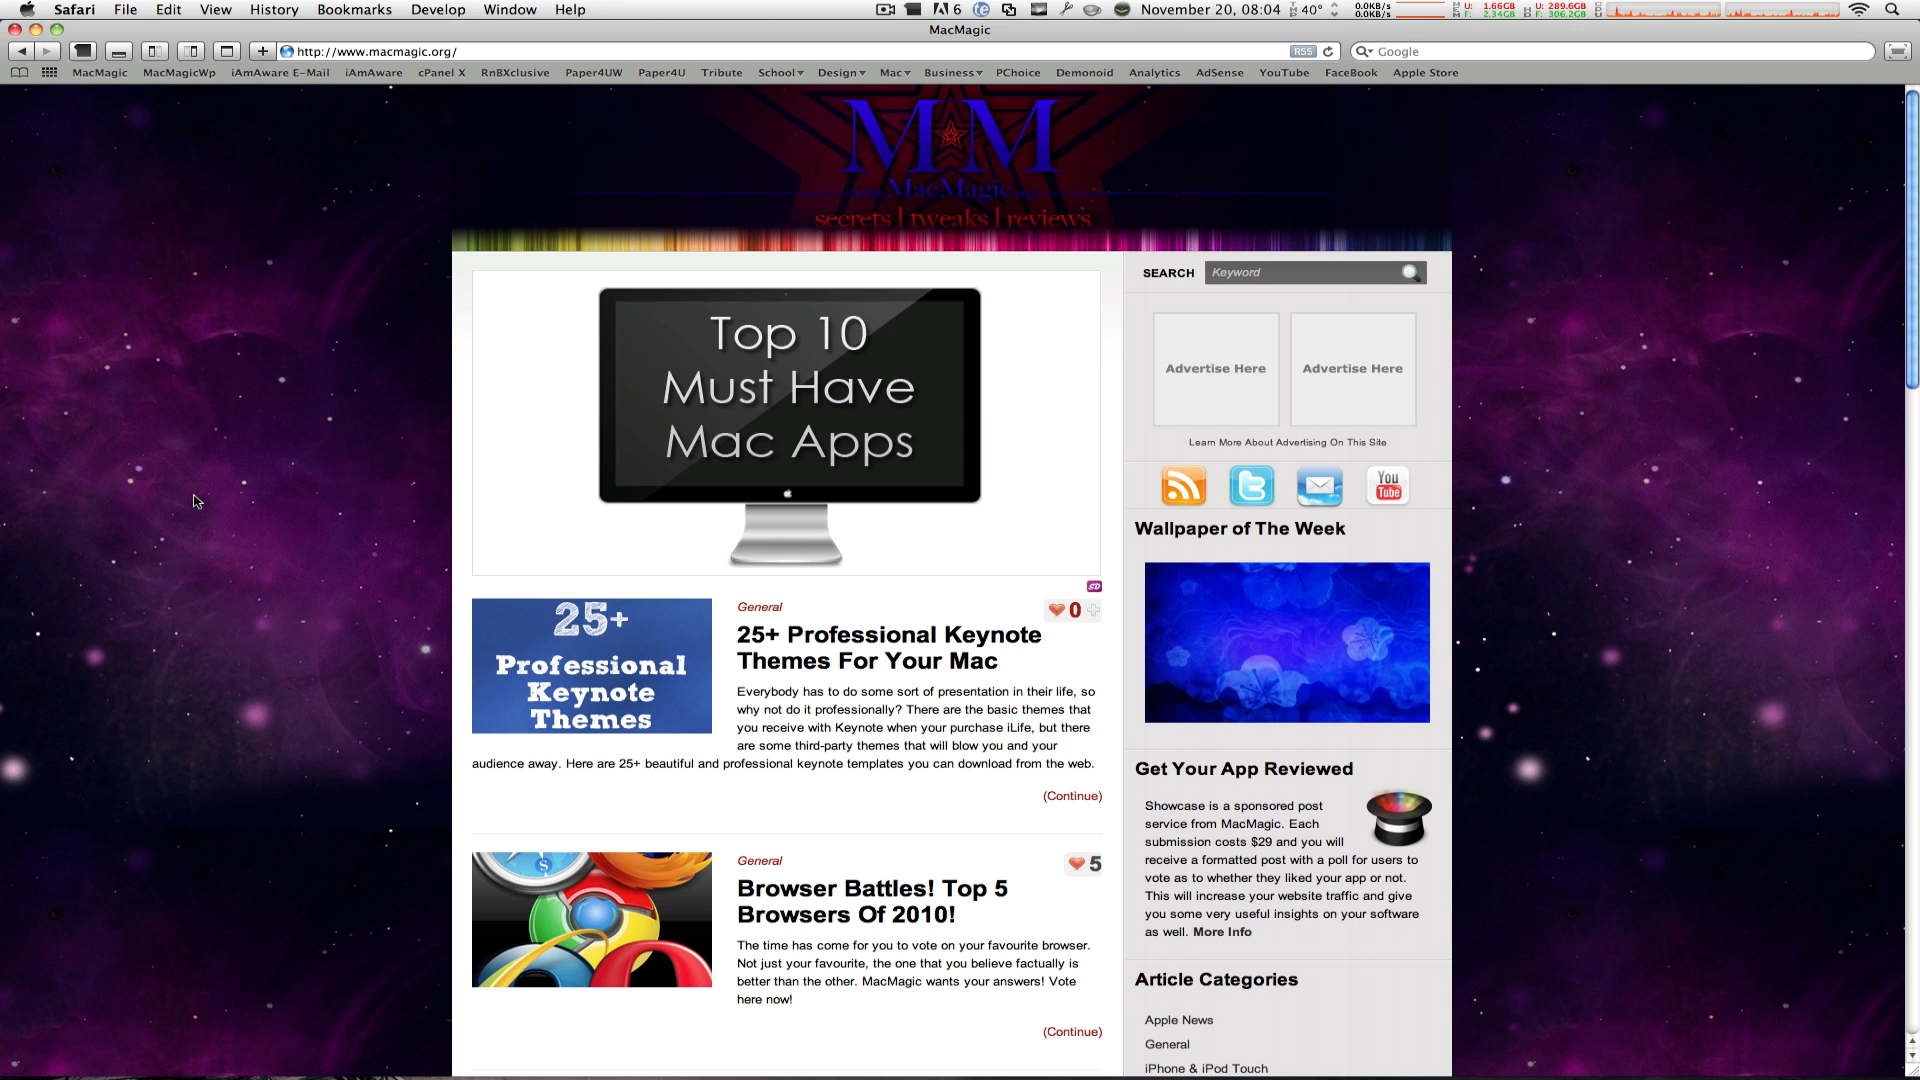 Safari File Edit View History Bookmarks Develop Window Help
6 November 20, 08:04 40° 0.0KB/s 0.0KB/s U: 1.66GB F: 2.34GB U: 289.6GB F: 306.2GB
MacMagic
http://www.macmagic.org/ RSS Google
MacMagic MacMagicWp iAmAware E-Mail iAmAware cPanel X RnBXclusive Paper4UW Paper4U Tribute School Design Mac Business PChoice Demonoid Analytics AdSense YouTube FaceBook Apple Store
M M
www.MacMagic.org
secrets | tweaks | reviews
Top 10
Must Have
Mac Apps
SD
25+
Professional
Keynote
Themes
General
0
25+ Professional Keynote
Themes For Your Mac
Everybody has to do some sort of presentation in their life, so
why not do it professionally? There are the basic themes that
you receive with Keynote when your purchase iLife, but there
are some third-party themes that will blow you and your
audience away. Here are 25+ beautiful and professional keynote templates you can download from the web.
(Continue)
General
5
Browser Battles! Top 5
Browsers Of 2010!
The time has come for you to vote on your favourite browser.
Not just your favourite, the one that you believe factually is
better than the other. MacMagic wants your answers! Vote
here now!
(Continue)
SEARCH Keyword
Advertise Here Advertise Here
Learn More About Advertising On This Site
You
Tube
Wallpaper of The Week
Get Your App Reviewed
Showcase is a sponsored post
service from MacMagic. Each
submission costs $29 and you will
receive a formatted post with a poll for users to
vote as to whether they liked your app or not.
This will increase your website traffic and give
you some very useful insights on your software
as well. More Info
Article Categories
Apple News
General
iPhone & iPod Touch